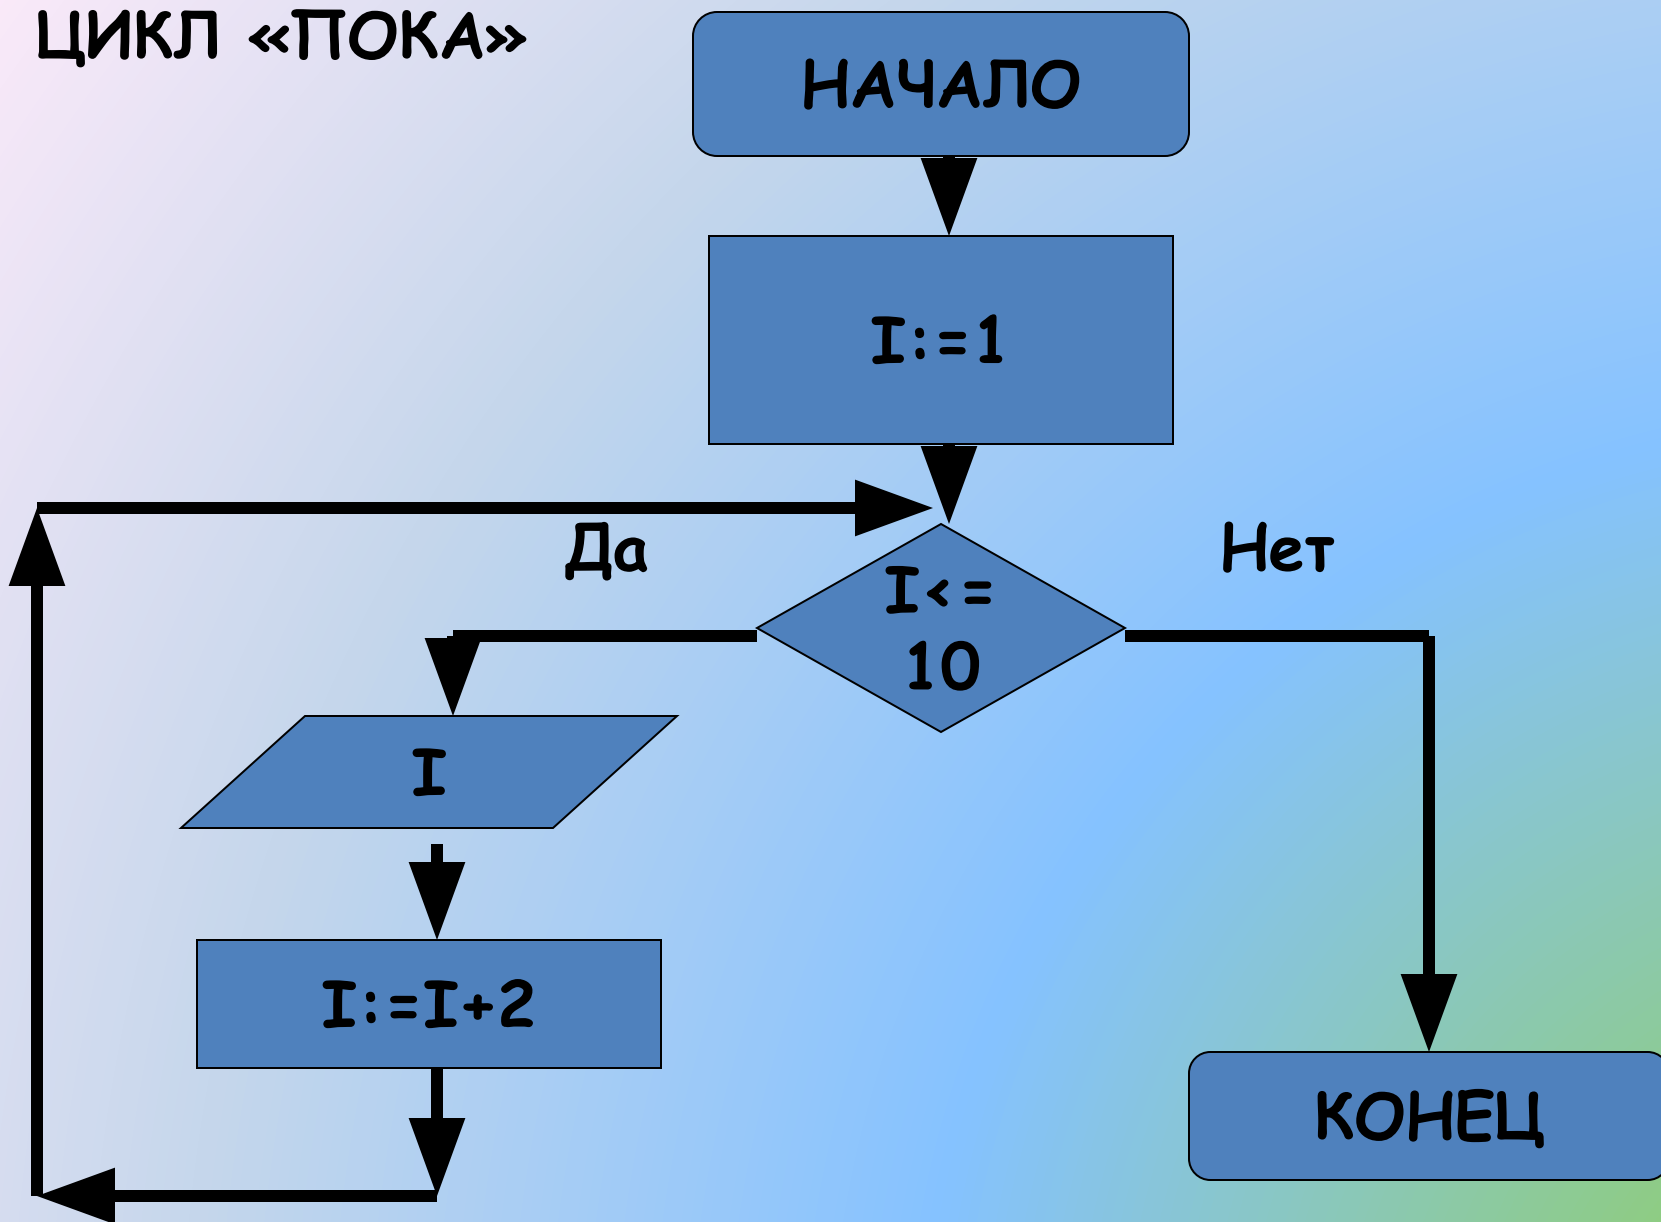 ЦИКЛ «ПОКА»
НАЧАЛО
I:=1
Да
Нет
I<=
10
I
I:=I+2
КОНЕЦ